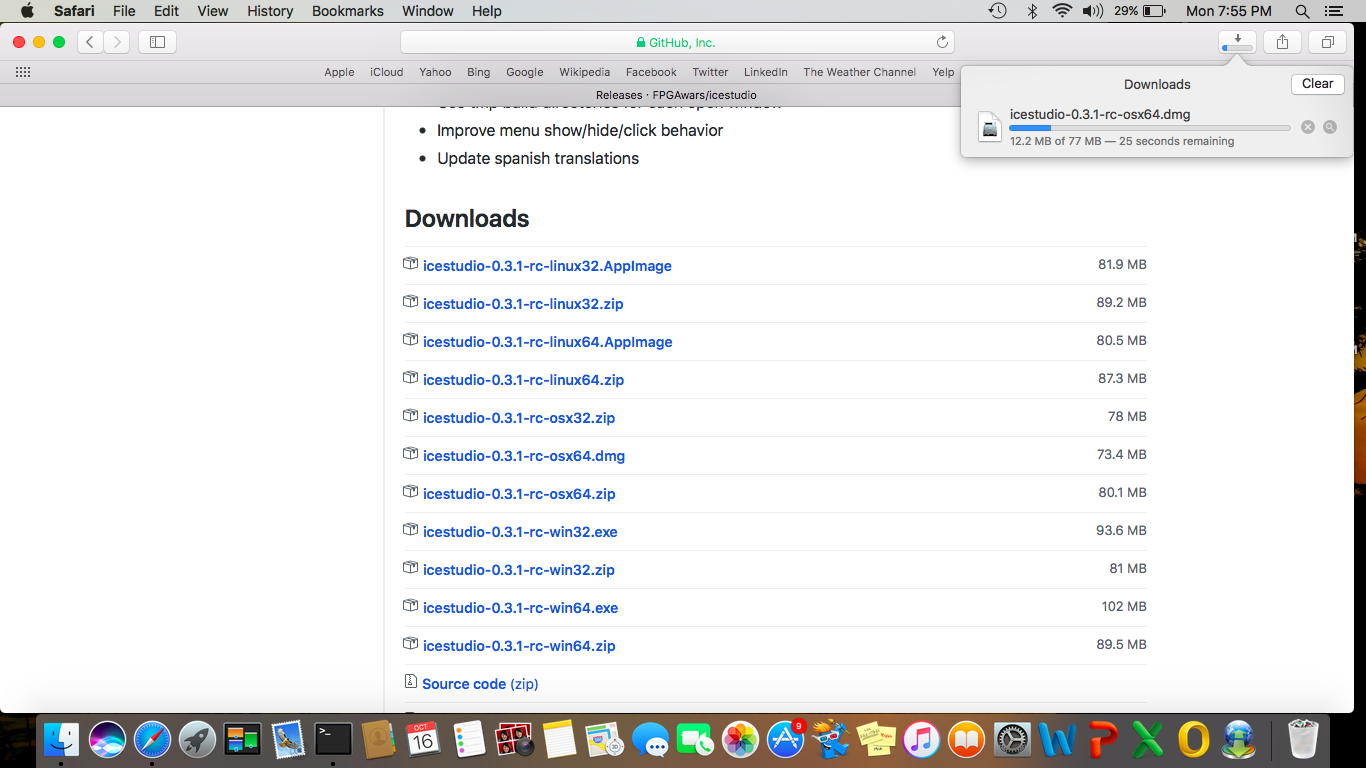 Safari File Edit View History Bookmarks Window Help 29% Mon 7:55 PM
GitHub, Inc.
Apple iCloud Yahoo Bing Google Wikipedia Facebook Twitter LinkedIn The Weather Channel Yelp
Releases · FPGAwars/icestudio
Downloads Clear
icestudio-0.3.1-rc-osx64.dmg
12.2 MB of 77 MB — 25 seconds remaining
Use tmp build directories for each open window
• Improve menu show/hide/click behavior
• Update spanish translations
Downloads
icestudio-0.3.1-rc-linux32.AppImage 81.9 MB
icestudio-0.3.1-rc-linux32.zip 89.2 MB
icestudio-0.3.1-rc-linux64.AppImage 80.5 MB
icestudio-0.3.1-rc-linux64.zip 87.3 MB
icestudio-0.3.1-rc-osx32.zip 78 MB
icestudio-0.3.1-rc-osx64.dmg 73.4 MB
icestudio-0.3.1-rc-osx64.zip 80.1 MB
icestudio-0.3.1-rc-win32.exe 93.6 MB
icestudio-0.3.1-rc-win32.zip 81 MB
icestudio-0.3.1-rc-win64.exe 102 MB
icestudio-0.3.1-rc-win64.zip 89.5 MB
Source code (zip)
>_ OCT 16 9 W P X O